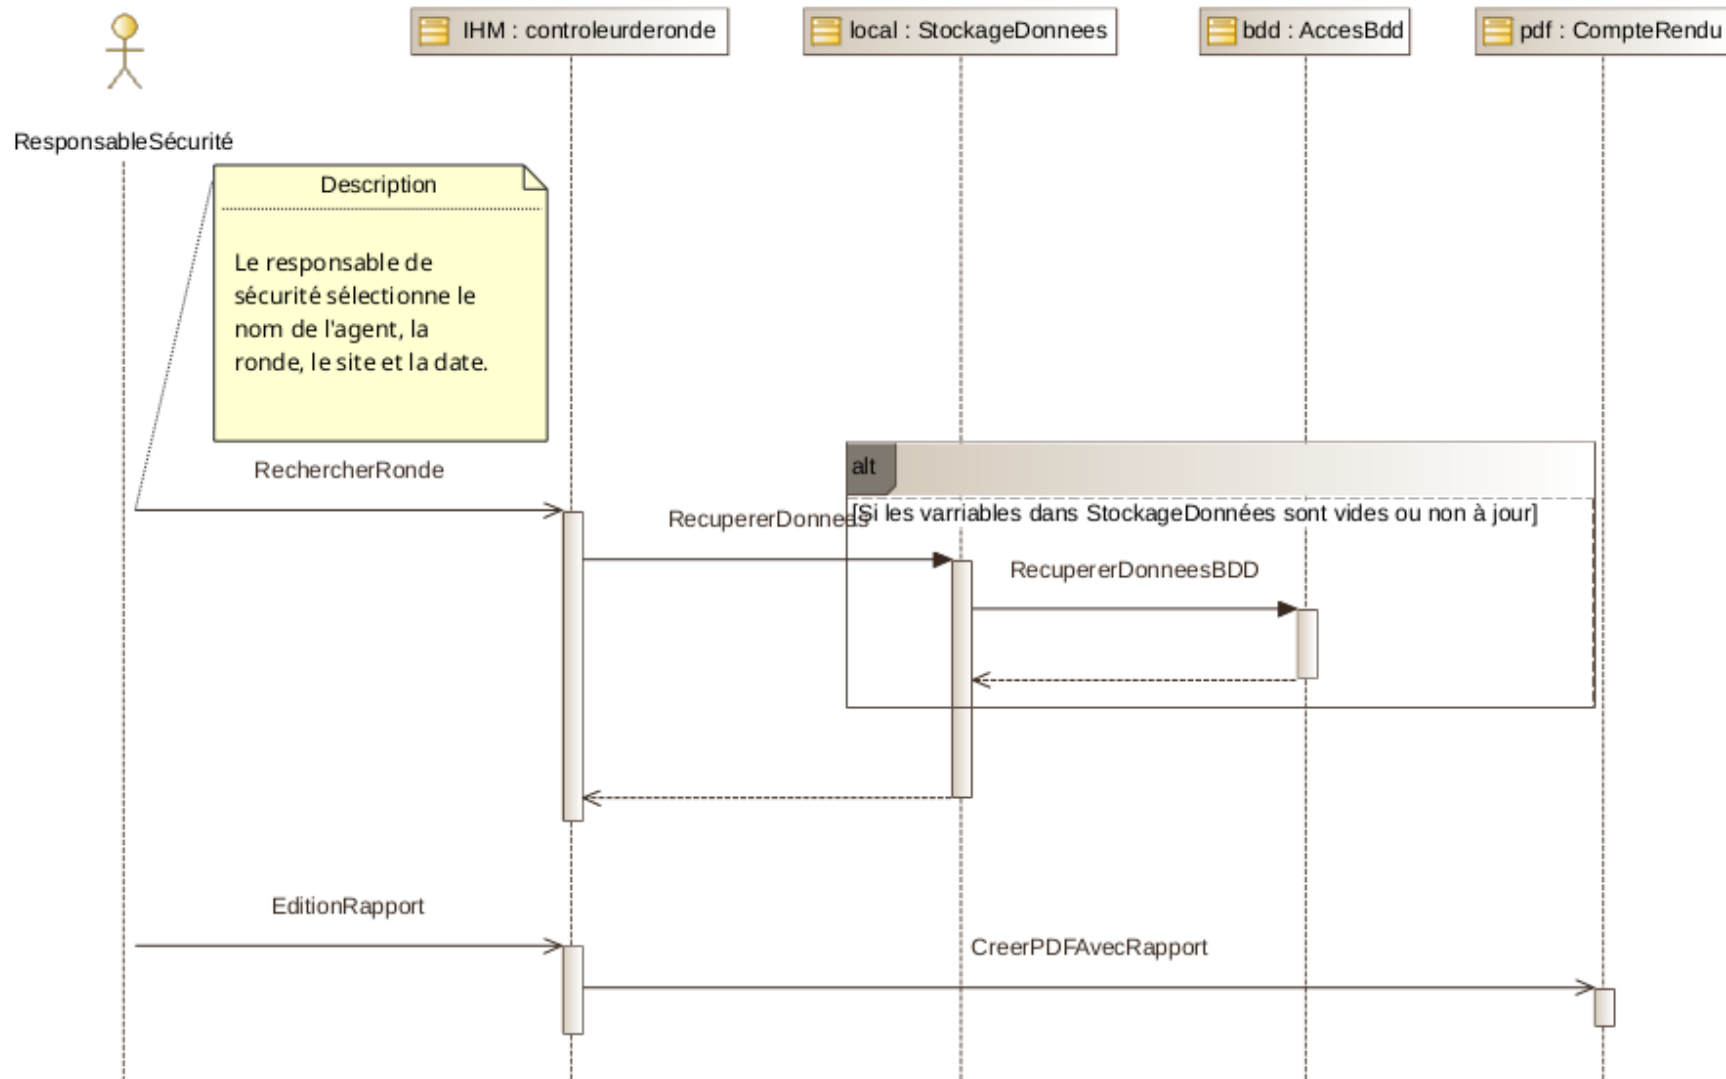 IHM : controleurderonde
local : StockageDonnees
bdd : AccesBdd
pdf : CompteRendu
ResponsableSécurité
Description
Le responsable de
sécurité sélectionne le
nom de l'agent, la
ronde, le site et la date.
RechercherRonde
alt
RecupererDonnees
[Si les varriables dans StockageDonnées sont vides ou non à jour]
RecupererDonneesBDD
EditionRapport
CreerPDFAvecRapport